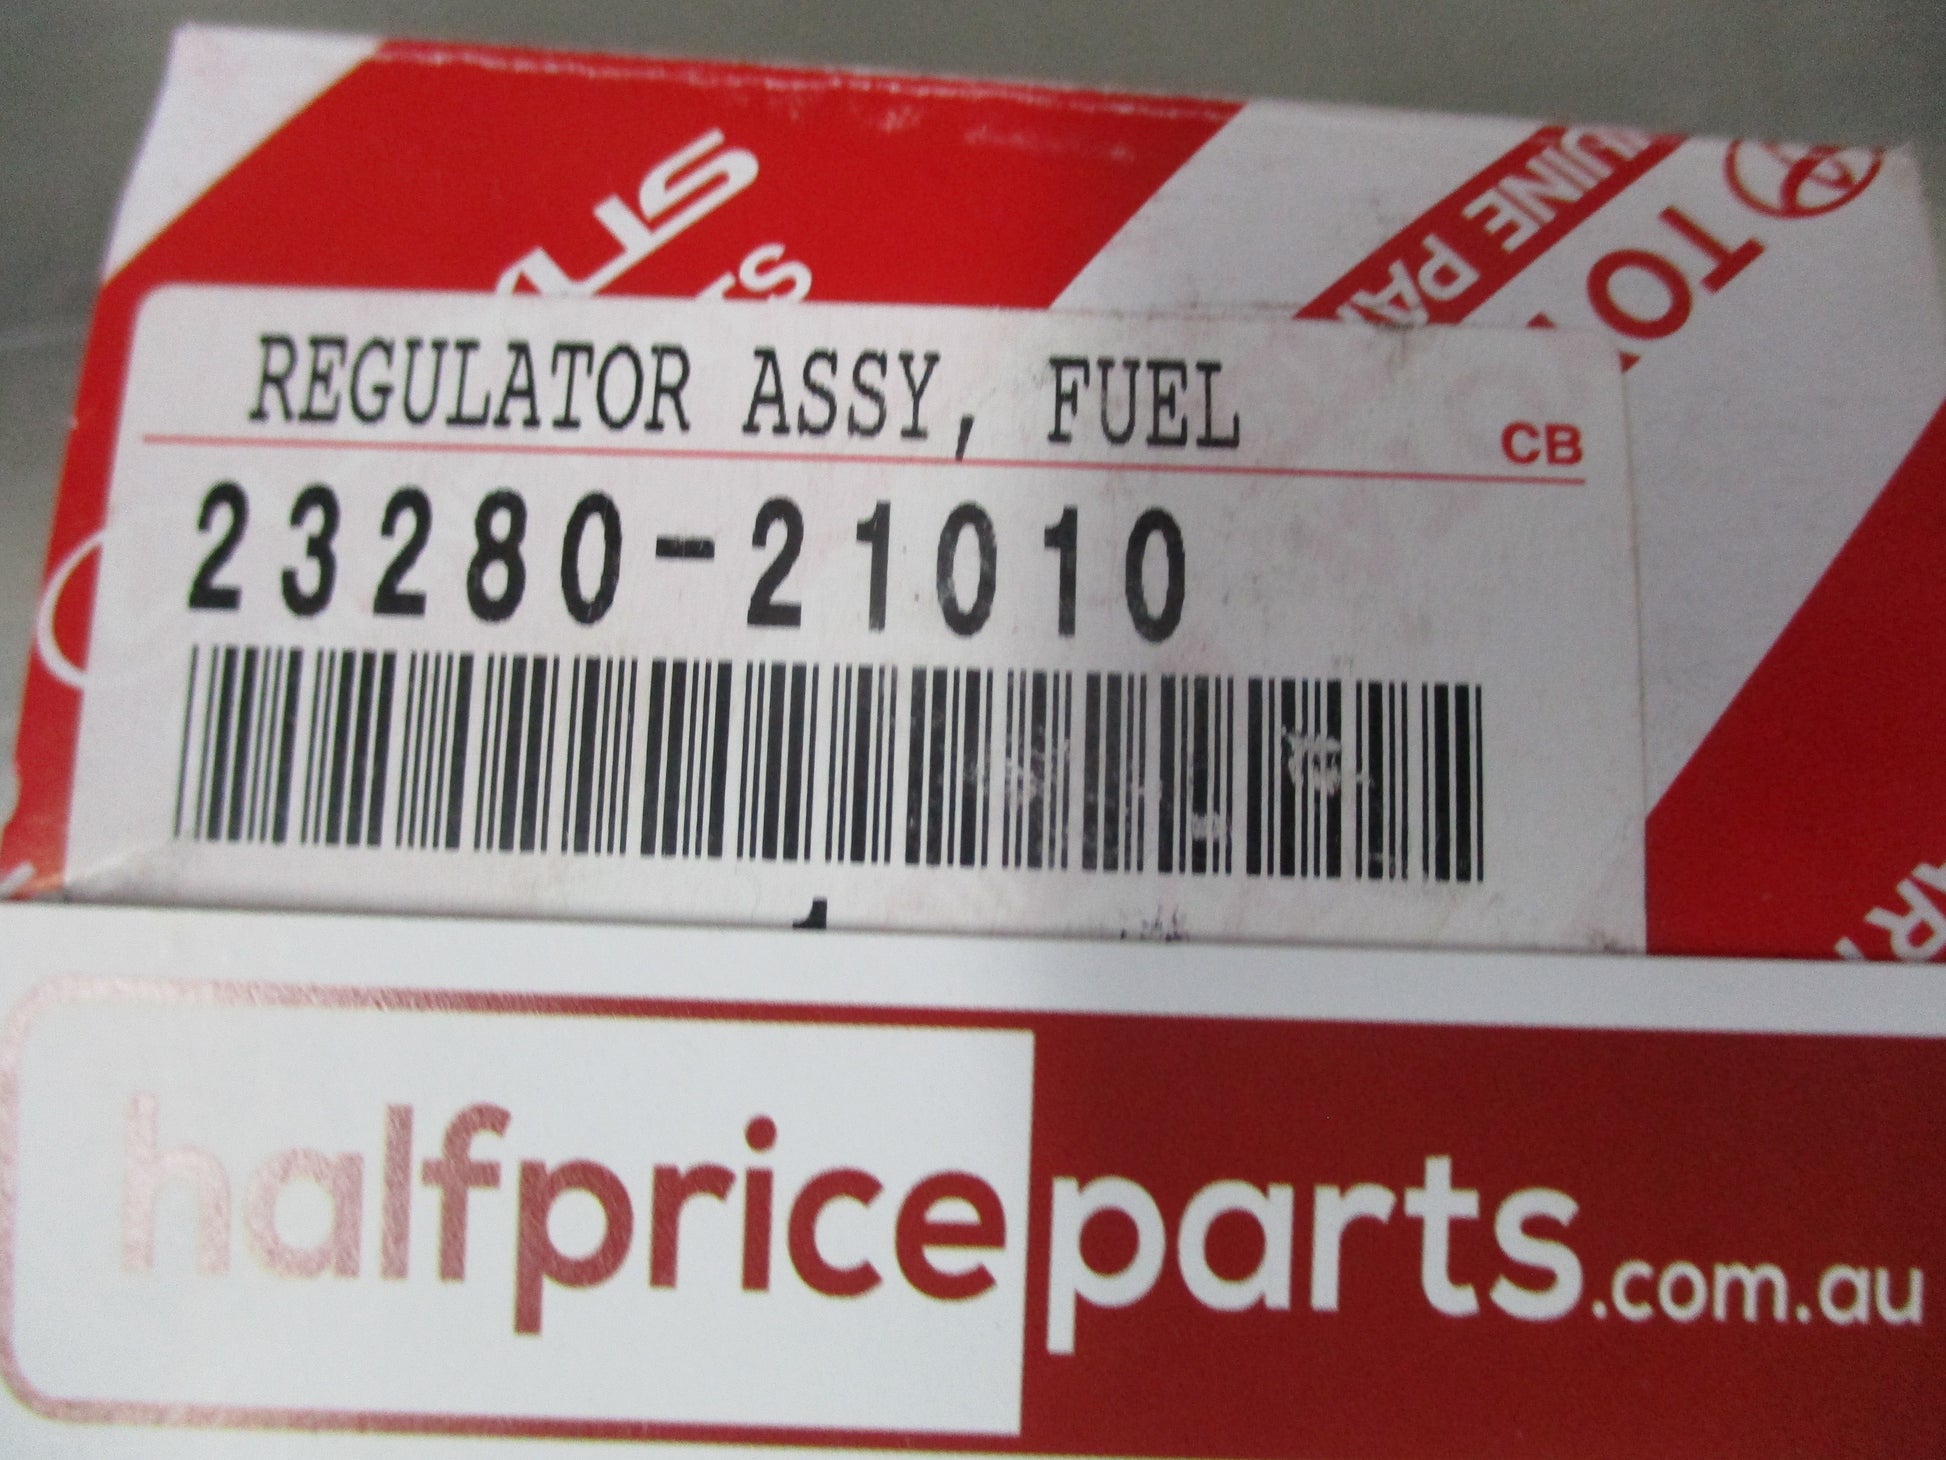 REGULATOR ASSY, FUEL
CB
23280-21010
halfpriceparts.com.au